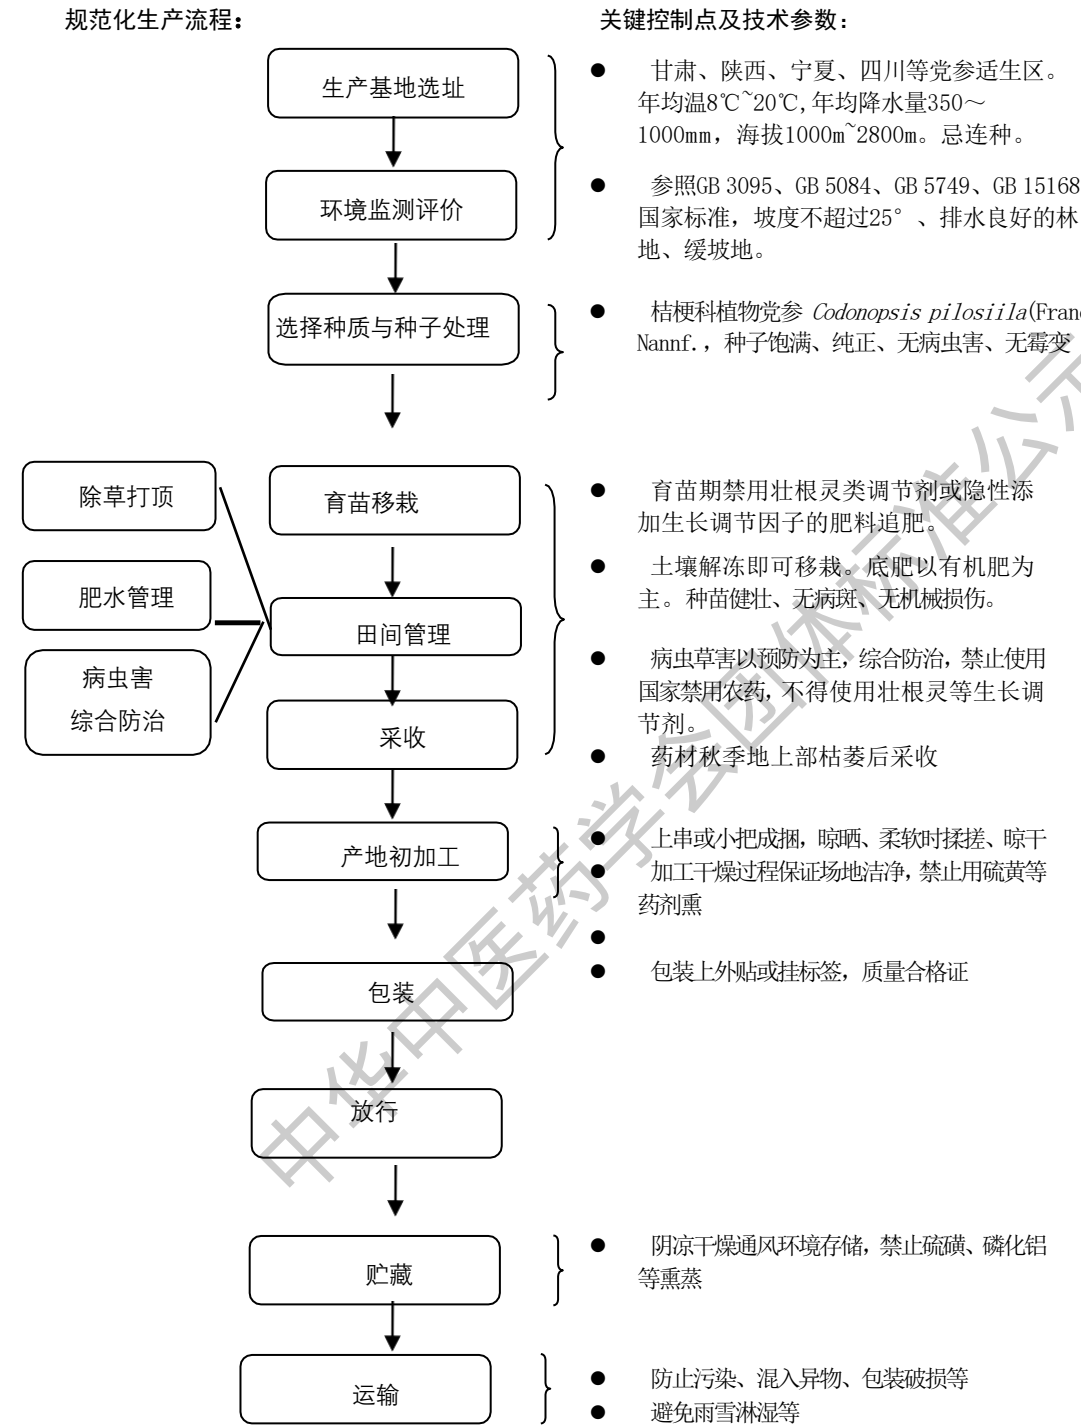 规范化生产流程：
关键控制点及技术参数：
生产基地选址
环境监测评价
选择种质与种子处理
除草打顶
肥水管理
病虫害
综合防治
育苗移栽
田间管理
采收
产地初加工
包装
放行
贮藏
运输
● 甘肃、陕西、宁夏、四川等党参适生区。
年均温8℃~20℃,年均降水量350～
1000mm，海拔1000m~2800m。忌连种。
● 参照GB 3095、GB 5084、GB 5749、GB 15168
国家标准，坡度不超过25°、排水良好的林
地、缓坡地。
● 桔梗科植物党参 Codonopsis pilosiila(Franc
Nannf.，种子饱满、纯正、无病虫害、无霉变
● 育苗期禁用壮根灵类调节剂或隐性添
加生长调节因子的肥料追肥。
● 土壤解冻即可移栽。底肥以有机肥为
主。种苗健壮、无病斑、无机械损伤。
● 病虫草害以预防为主，综合防治，禁止使用
国家禁用农药，不得使用壮根灵等生长调
节剂。
● 药材秋季地上部枯萎后采收
● 上串或小把成捆，晾晒、柔软时揉搓、晾干
● 加工干燥过程保证场地洁净，禁止用硫黄等
药剂熏
●
● 包装上外贴或挂标签，质量合格证
● 阴凉干燥通风环境存储，禁止硫磺、磷化铝
等熏蒸
● 防止污染、混入异物、包装破损等
● 避免雨雪淋湿等
中华中医药学会团体标准公示